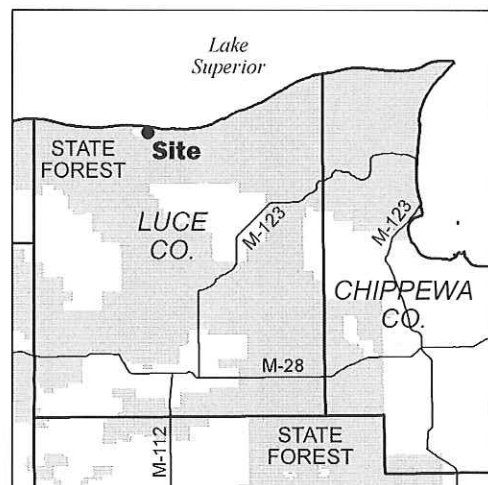 Lake
Superior
STATE
FOREST
Site
LUCE
CO.
M-123
M-123
CHIPPEWA
CO.
M-28
M-112
STATE
FOREST